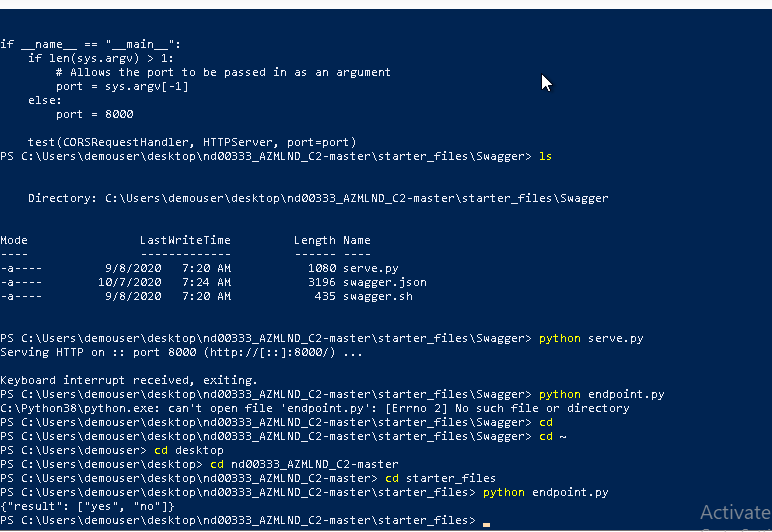 if __name__ == "__main__":
    if len(sys.argv) > 1:
        # Allows the port to be passed in as an argument
        port = sys.argv[-1]
    else:
        port = 8000
    test(CORSRequestHandler, HTTPServer, port=port)
PS C:\Users\demouser\desktop\nd00333_AZMLND_C2-master\starter_files\Swagger> ls
    Directory: C:\Users\demouser\desktop\nd00333_AZMLND_C2-master\starter_files\Swagger
Mode                LastWriteTime         Length Name
----                -------------         ------ ----
-a----         9/8/2020   7:20 AM           1080 serve.py
-a----        10/7/2020   7:24 AM           3196 swagger.json
-a----         9/8/2020   7:20 AM            435 swagger.sh
PS C:\Users\demouser\desktop\nd00333_AZMLND_C2-master\starter_files\Swagger> python serve.py
Serving HTTP on :: port 8000 (http://[::]:8000/) ...
Keyboard interrupt received, exiting.
PS C:\Users\demouser\desktop\nd00333_AZMLND_C2-master\starter_files\Swagger> python endpoint.py
C:\Python38\python.exe: can't open file 'endpoint.py': [Errno 2] No such file or directory
PS C:\Users\demouser\desktop\nd00333_AZMLND_C2-master\starter_files\Swagger> cd
PS C:\Users\demouser\desktop\nd00333_AZMLND_C2-master\starter_files\Swagger> cd ~
PS C:\Users\demouser> cd desktop
PS C:\Users\demouser\desktop> cd nd00333_AZMLND_C2-master
PS C:\Users\demouser\desktop\nd00333_AZMLND_C2-master> cd starter_files
PS C:\Users\demouser\desktop\nd00333_AZMLND_C2-master\starter_files> python endpoint.py
{"result": ["yes", "no"]}
PS C:\Users\demouser\desktop\nd00333_AZMLND_C2-master\starter_files>
Activate